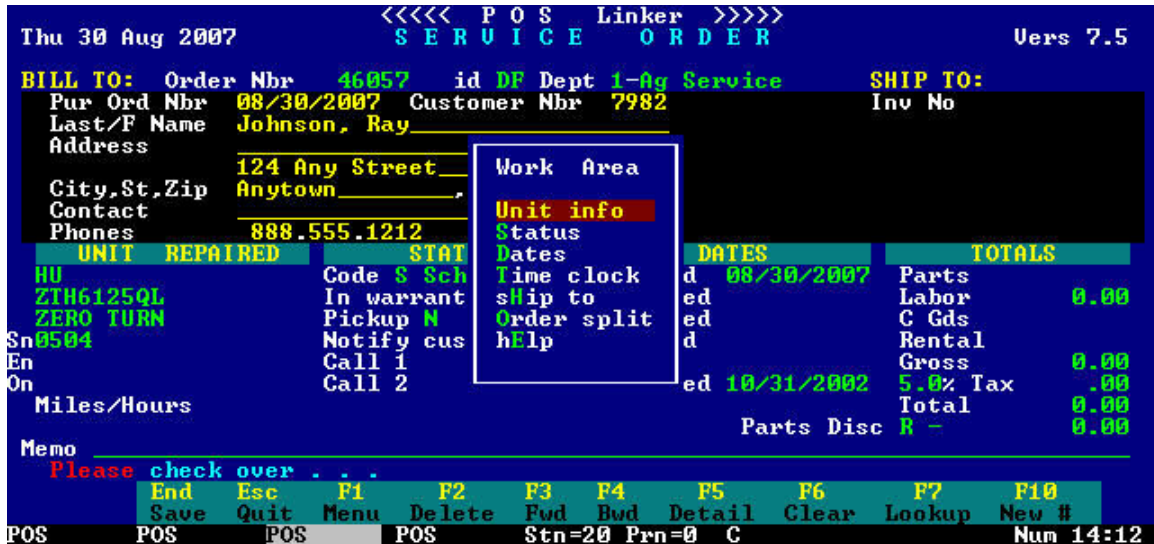 <<<<< P O S Linker >>>>>
Thu 30 Aug 2007 S E R V I C E O R D E R Vers 7.5
BILL TO: Order Nbr 46057 id DF Dept 1-Ag Service SHIP TO:
Pur Ord Nbr 08/30/2007 Customer Nbr 7982 Inv No
Last/F Name Johnson, Ray
Address
124 Any Street
City,St,Zip Anytown ,
Contact
Phones 888.555.1212
Work Area
Unit info
Status
Dates
Time clock
sHip to
Order split
hElp
UNIT REPAIRED STAT DATES TOTALS
HU Code S Sch d 08/30/2007 Parts
ZTH6125QL In warrant ed Labor 0.00
ZERO TURN Pickup N ed C Gds
Sn0504 Notify cus d Rental
En Call 1 Gross 0.00
On Call 2 ed 10/31/2002 5.0% Tax .00
Miles/Hours Total 0.00
Parts Disc R - 0.00
Memo
Please check over . . .
End Esc F1 F2 F3 F4 F5 F6 F7 F10
Save Quit Menu Delete Fwd Bwd Detail Clear Lookup New #
POS POS POS POS Stn=20 Prn=0 C Num 14:12